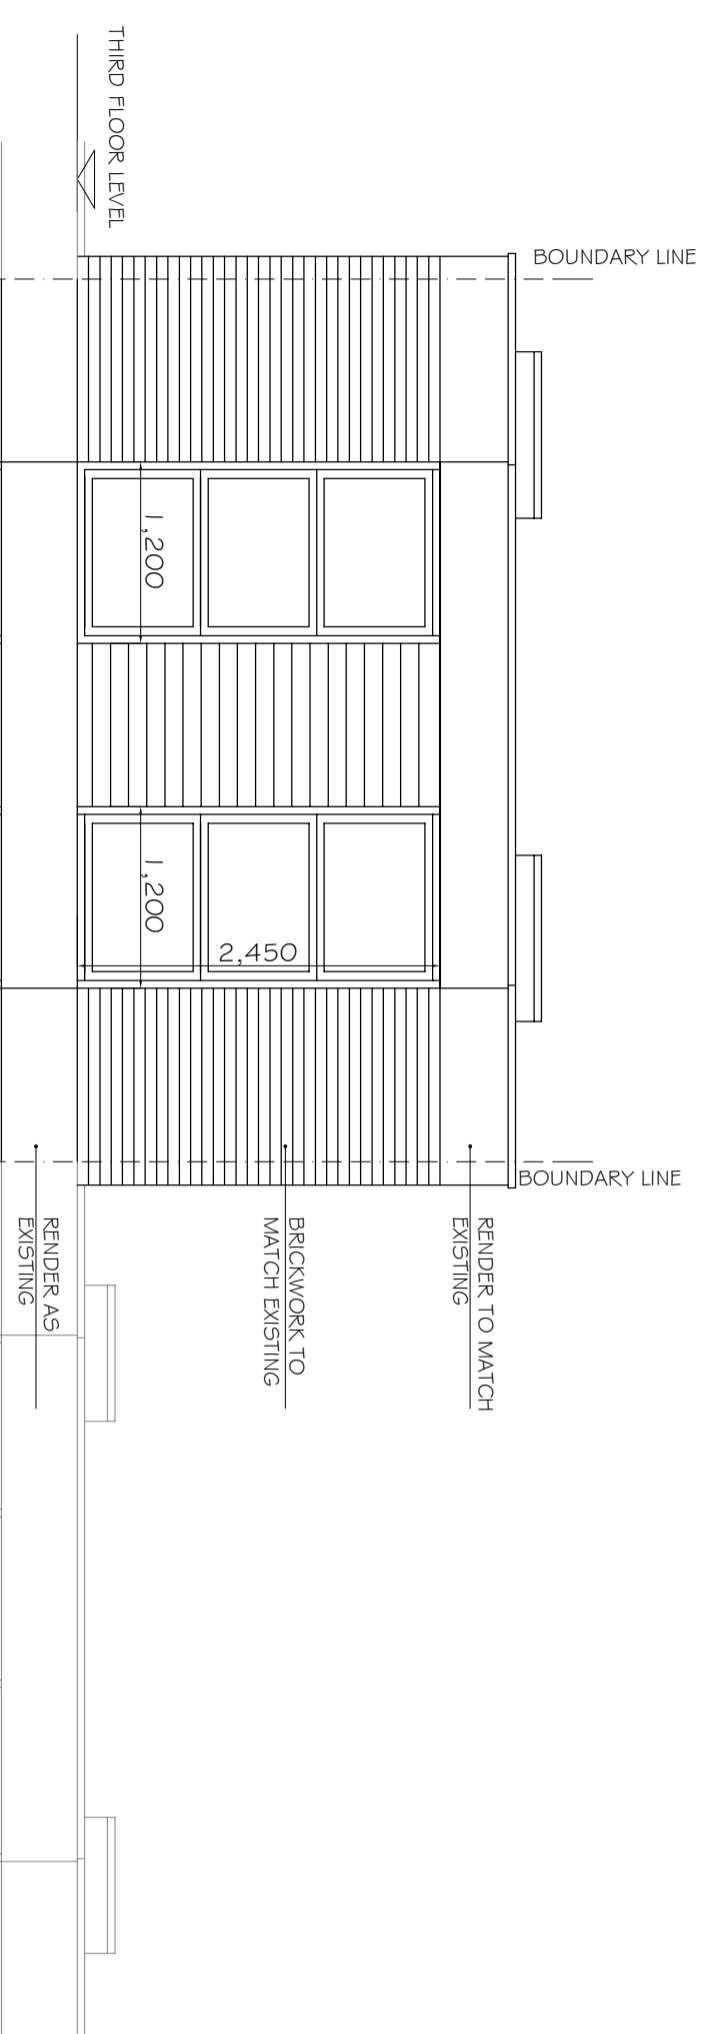 THIRD FLOOR LEVEL
BOUNDARY LINE
1,200
1,200
2,450
BOUNDARY LINE
RENDER TO MATCH
EXISTING
BRICKWORK TO
MATCH EXISTING
RENDER AS
EXISTING